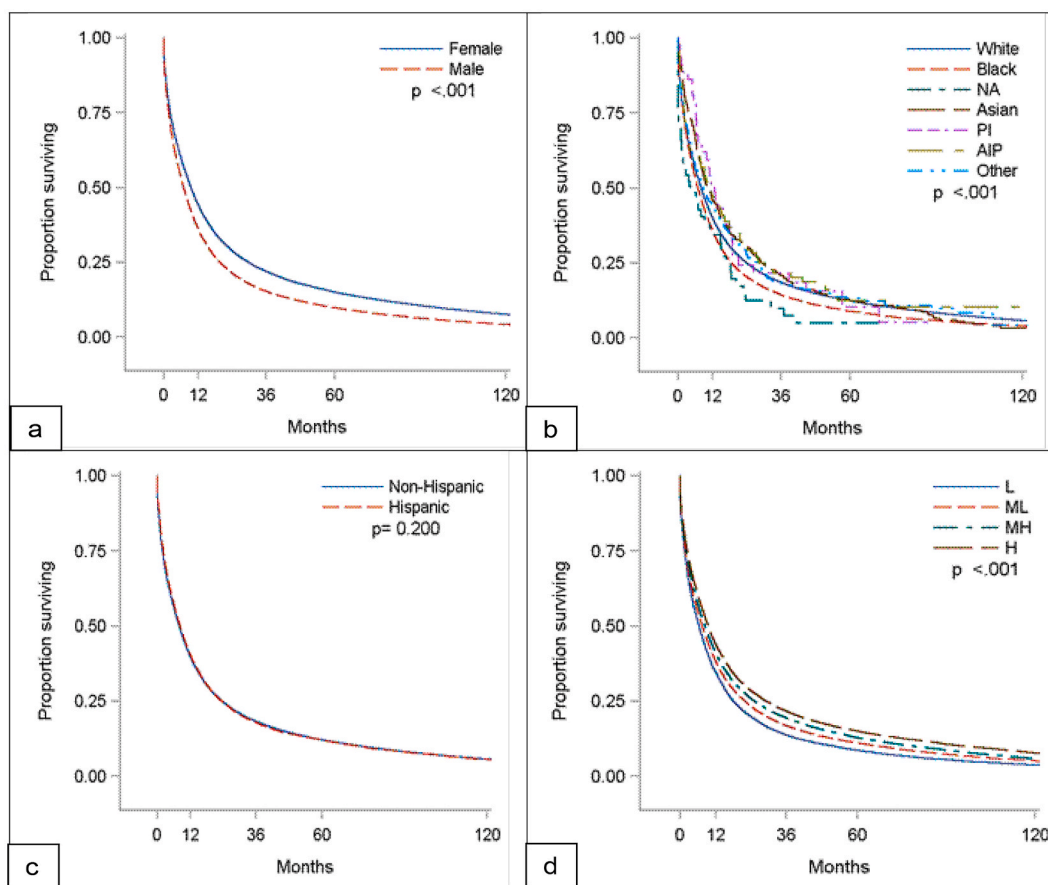 1.00
0.75
0.50
0.25
0.00
Proportion surviving
Female
Male
p <.001
0 12 36 60 120
Months
a
1.00
0.75
0.50
0.25
0.00
Proportion surviving
White
Black
NA
Asian
PI
AIP
Other
p <.001
0 12 36 60 120
Months
b
1.00
0.75
0.50
0.25
0.00
Proportion surviving
Non-Hispanic
Hispanic
p= 0.200
0 12 36 60 120
Months
c
1.00
0.75
0.50
0.25
0.00
Proportion surviving
L
ML
MH
H
p <.001
0 12 36 60 120
Months
d